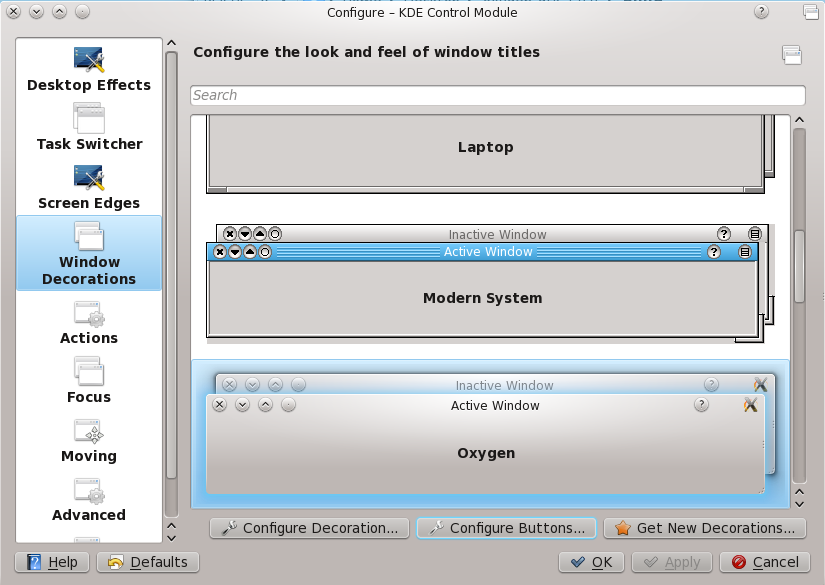 Configure – KDE Control Module
Configure the look and feel of window titles
Search
Desktop Effects
Task Switcher
Screen Edges
Window
Decorations
Actions
Focus
Moving
Advanced
Laptop
Inactive Window
Active Window
Modern System
Inactive Window
Active Window
Oxygen
Configure Decoration...
Configure Buttons...
Get New Decorations...
Help
Defaults
OK
Apply
Cancel